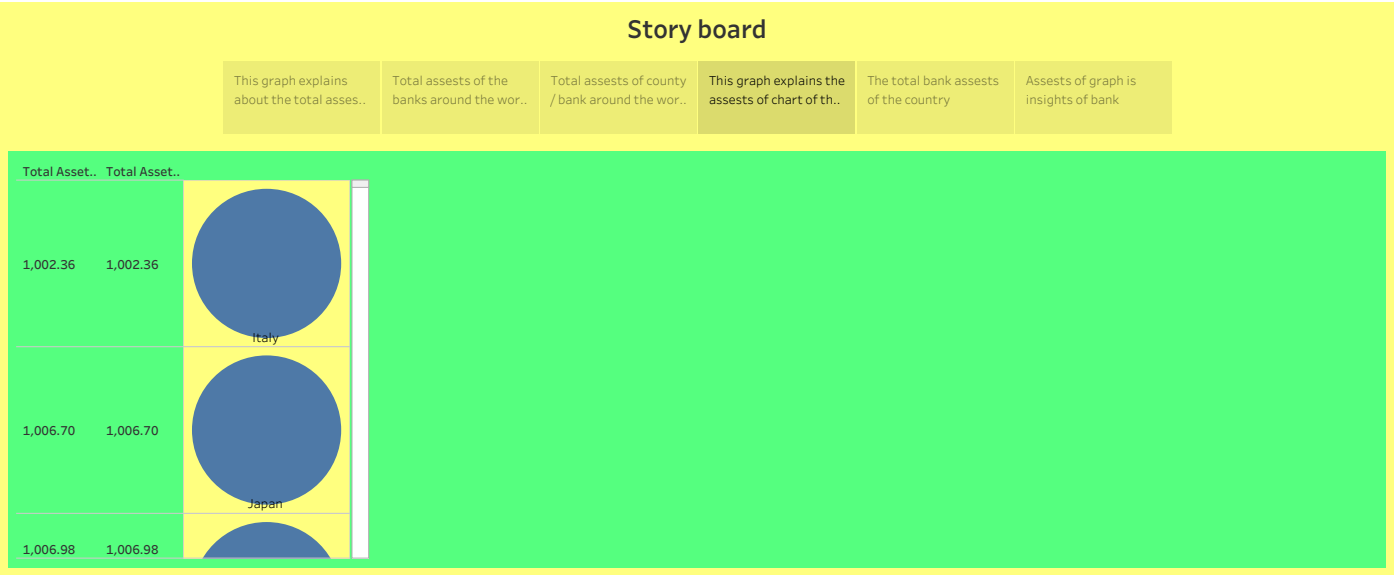 Story board
This graph explains
about the total asses..
Total assests of the
banks around the wor..
Total assests of county
/ bank around the wor..
This graph explains the
assests of chart of th..
The total bank assests
of the country
Assests of graph is
insights of bank
Total Asset.. Total Asset..
1,002.36 1,002.36
Italy
1,006.70 1,006.70
Japan
1,006.98 1,006.98